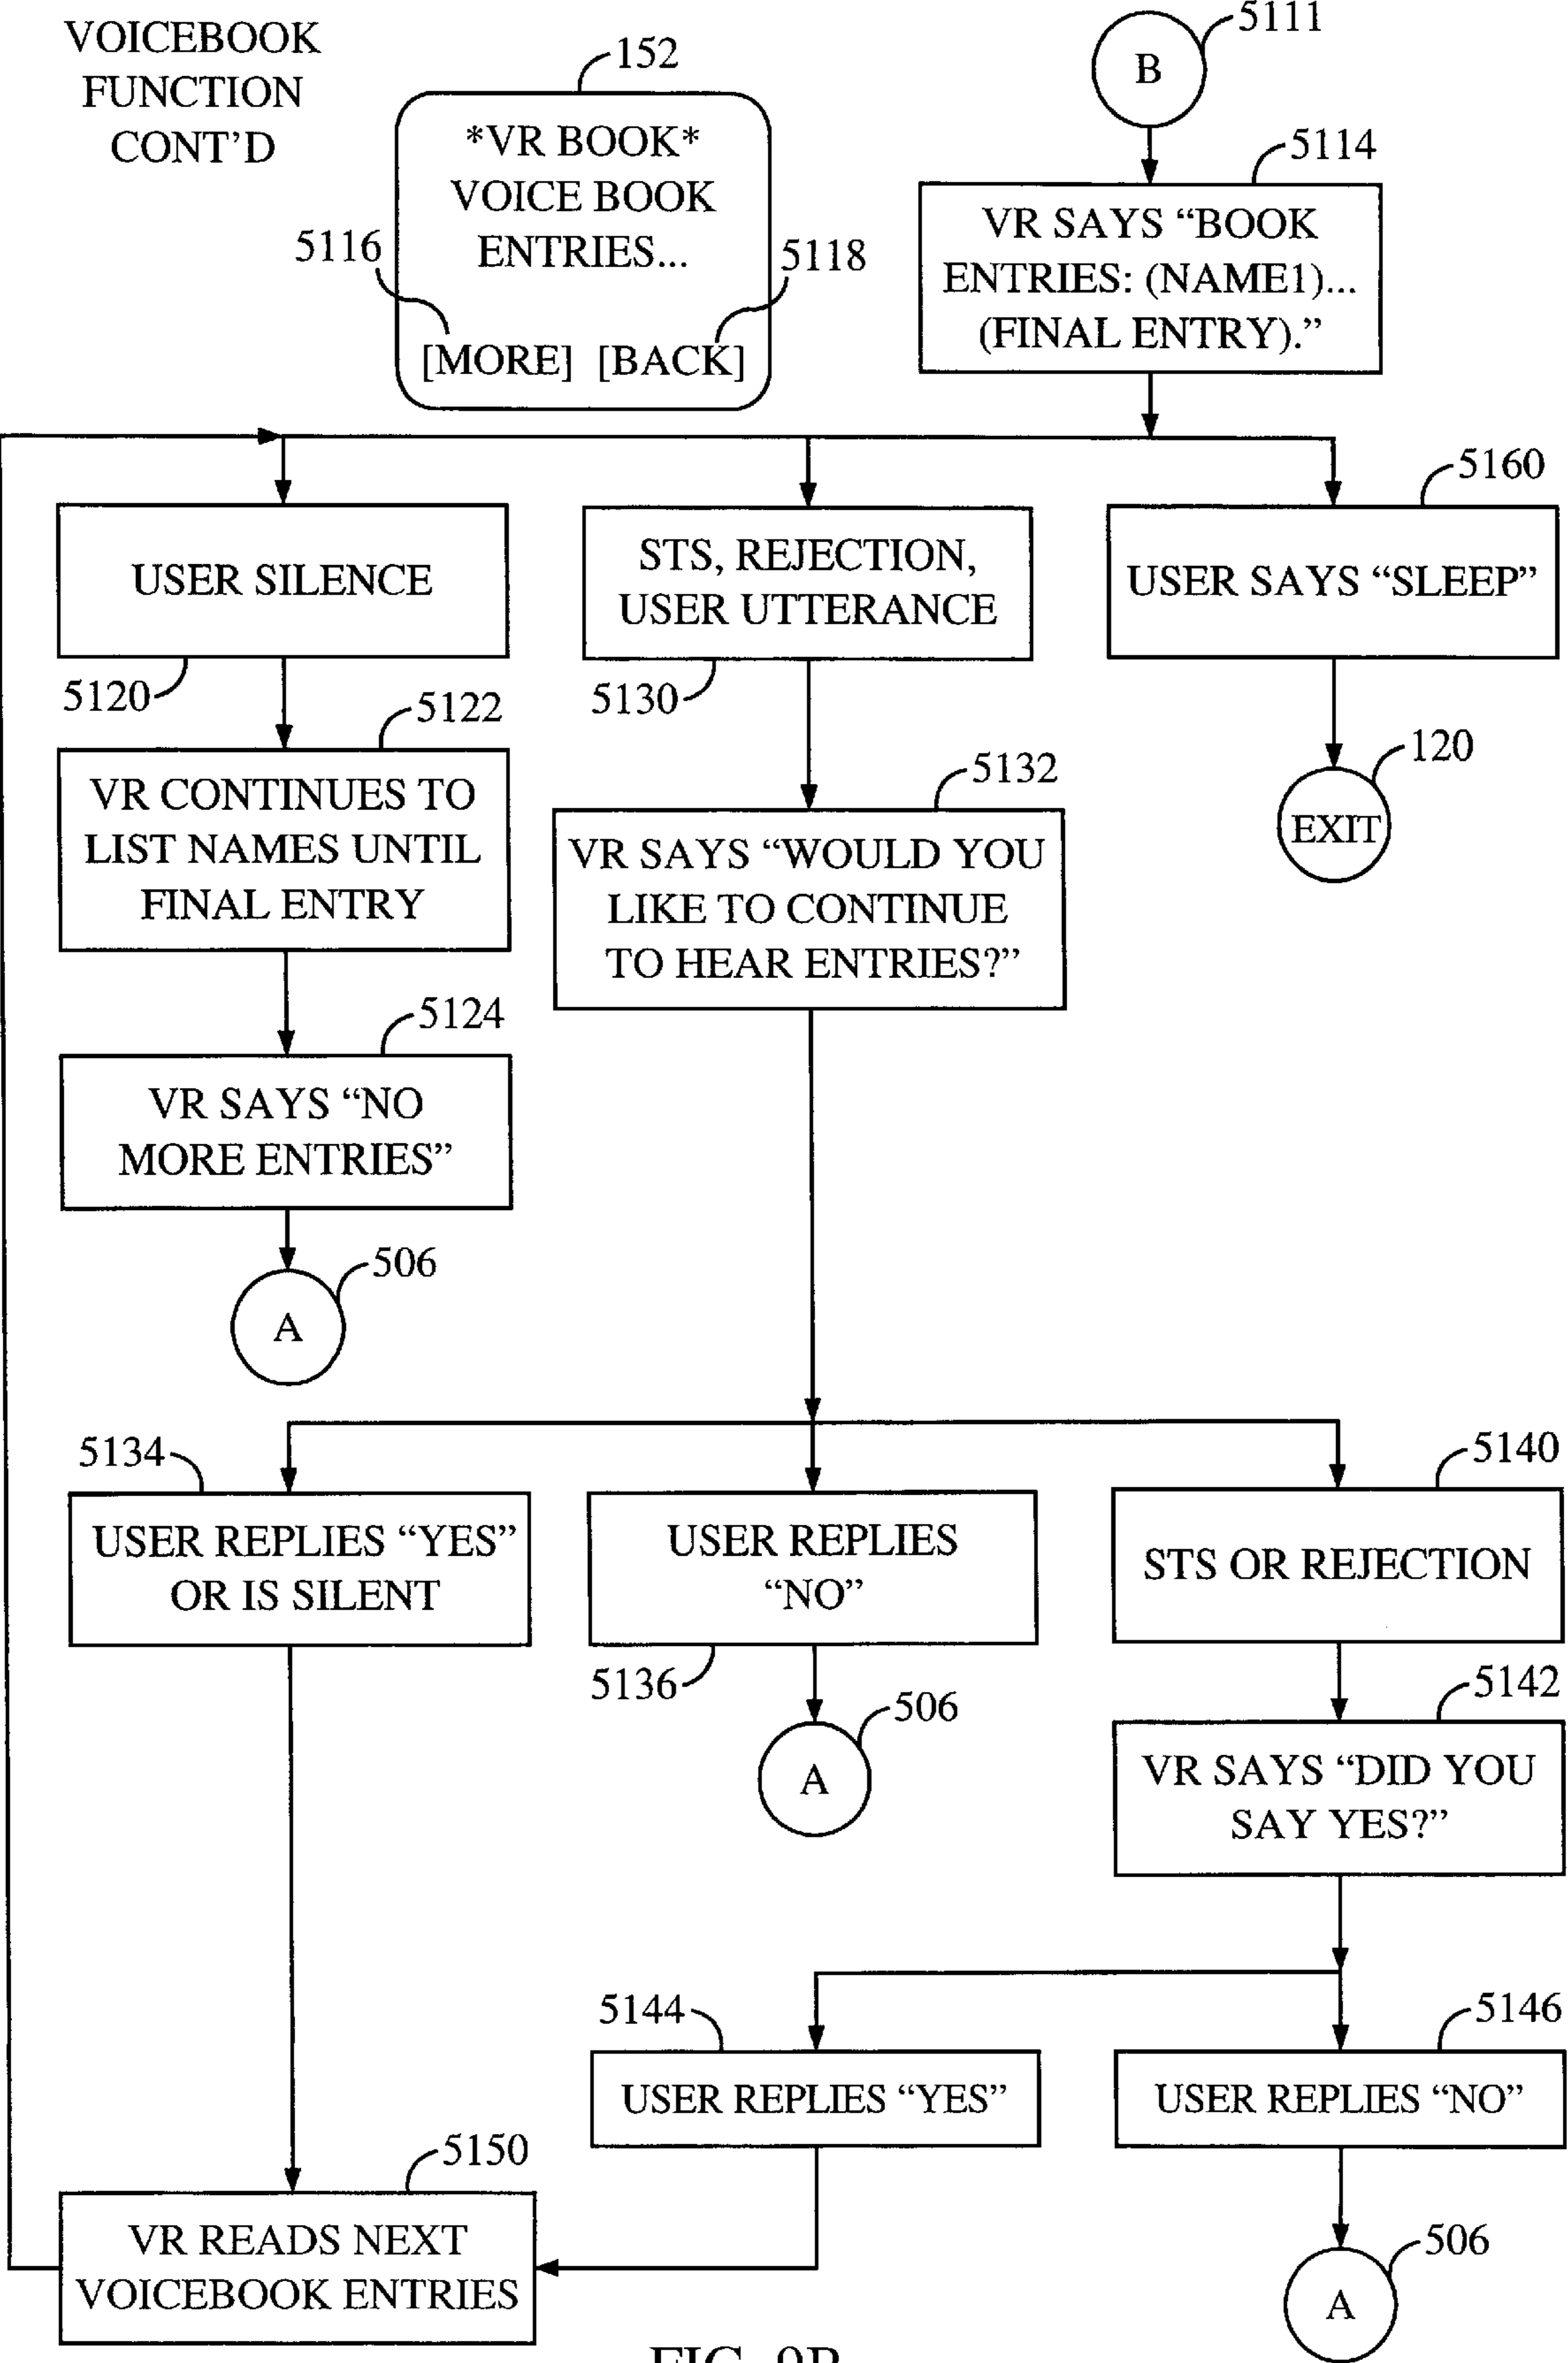 VOICEBOOK
FUNCTION
CONT'D
152
*VR BOOK*
VOICE BOOK
ENTRIES...
5116
5118
[MORE] [BACK]
5111
B
5114
VR SAYS “BOOK
ENTRIES: (NAME1)...
(FINAL ENTRY).”
USER SILENCE
5120
STS, REJECTION,
USER UTTERANCE
5130
5160
USER SAYS “SLEEP”
120
EXIT
5122
VR CONTINUES TO
LIST NAMES UNTIL
FINAL ENTRY
5132
VR SAYS “WOULD YOU
LIKE TO CONTINUE
TO HEAR ENTRIES?”
5124
VR SAYS “NO
MORE ENTRIES”
506
A
5134
USER REPLIES “YES”
OR IS SILENT
USER REPLIES
“NO”
5136
506
A
5140
STS OR REJECTION
5142
VR SAYS “DID YOU
SAY YES?”
5144
USER REPLIES “YES”
5146
USER REPLIES “NO”
5150
VR READS NEXT
VOICEBOOK ENTRIES
506
A
FIG. 9B